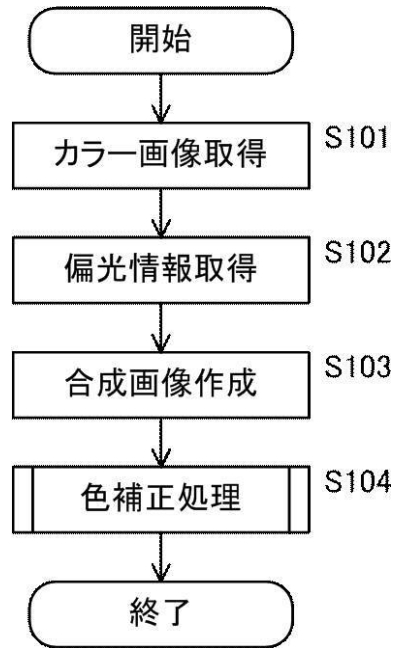 開始
カラー画像取得 S101
偏光情報取得 S102
合成画像作成 S103
色補正処理 S104
終了